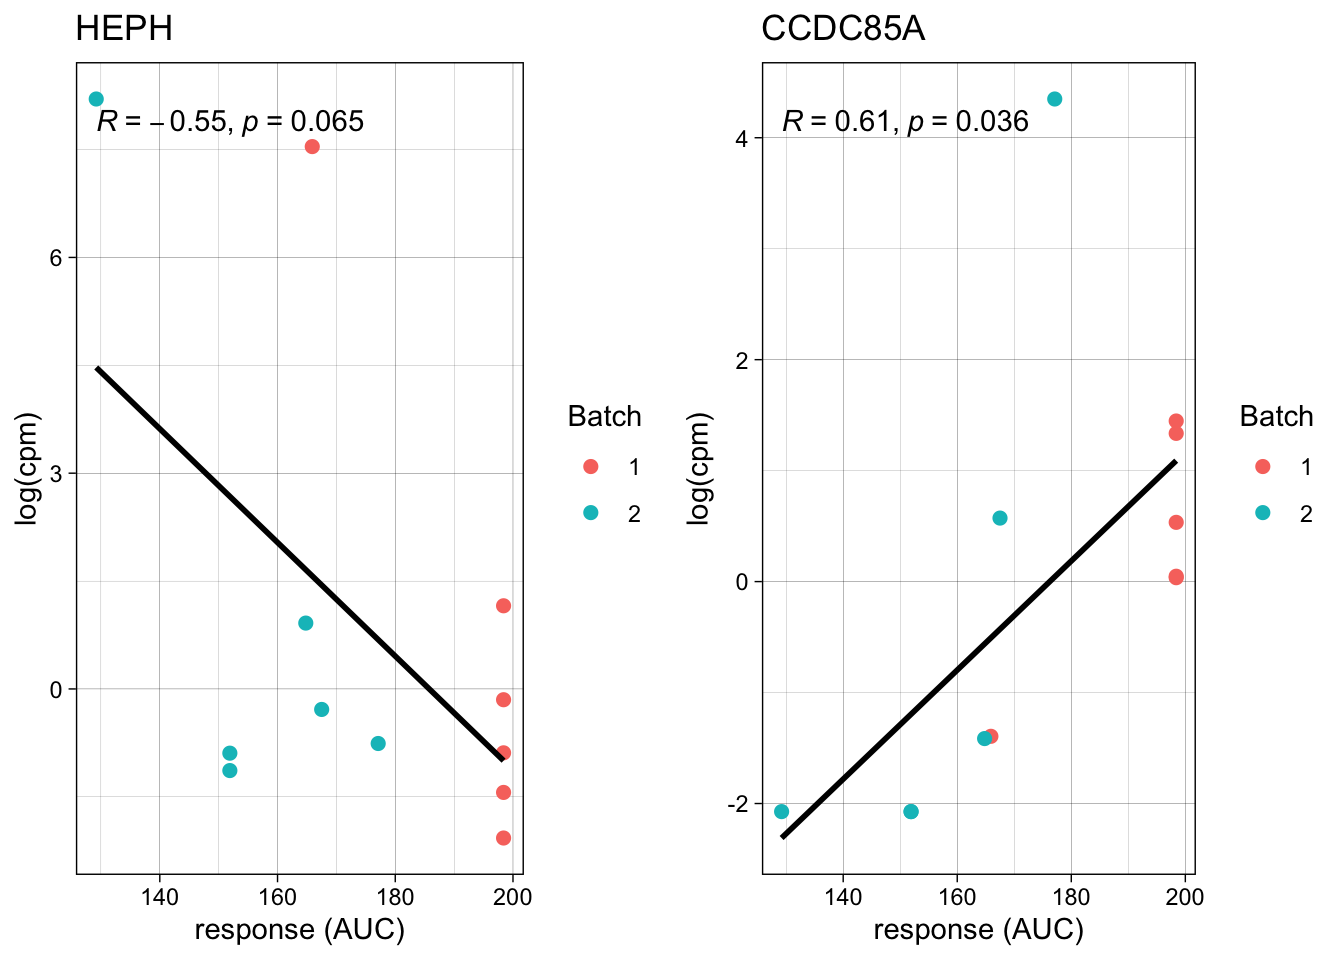 HEPH
R = −0.55, p = 0.065
6
3
0
log(cpm)
140 160 180 200
response (AUC)
Batch
1
2
CCDC85A
R = 0.61, p = 0.036
4
2
0
-2
log(cpm)
140 160 180 200
response (AUC)
Batch
1
2